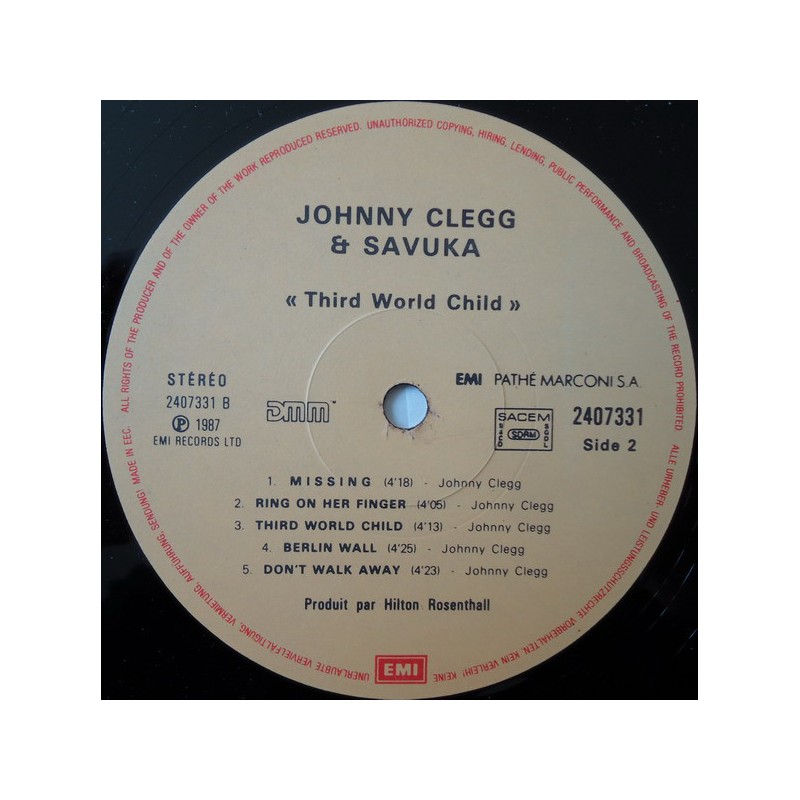 ALL RIGHTS OF THE PRODUCER AND OF THE OWNER OF THE WORK REPRODUCED RESERVED. UNAUTHORIZED COPYING, HIRING, LENDING, PUBLIC PERFORMANCE AND BROADCASTING OF THE RECORD PROHIBITED
JOHNNY CLEGG
& SAVUKA
« Third World Child »
STÉRÉO
2407331 B
℗ 1987
EMI RECORDS LTD
DMM™
EMI PATHÉ MARCONI S.A.
SACEM
SDRM
SACD
SGDL
2407331
Side 2
1. MISSING (4'18) - Johnny Clegg
2. RING ON HER FINGER (4'05) - Johnny Clegg
3. THIRD WORLD CHILD (4'13) - Johnny Clegg
4. BERLIN WALL (4'25) - Johnny Clegg
5. DON'T WALK AWAY (4'23) - Johnny Clegg
Produit par Hilton Rosenthall
ALLE URHEBER- UND LEISTUNGSSCHUTZRECHTE VORBEHALTEN. KEIN VERLEIH! KEINE
UNERLAUBTE VERVIELFÄLTIGUNG, VERMIETUNG, AUFFÜHRUNG, SENDUNG! MADE IN EEC.
EMI